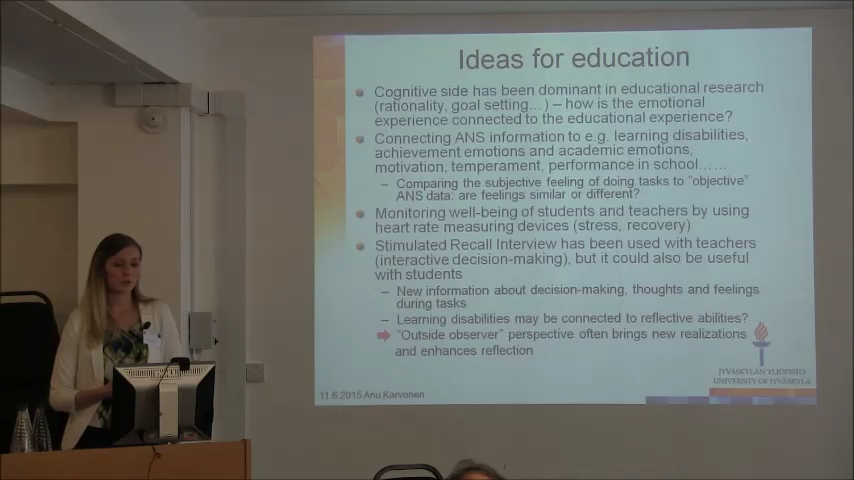 Ideas for education
Cognitive side has been dominant in educational research
(rationality, goal setting…) – how is the emotional
experience connected to the educational experience?
Connecting ANS information to e.g. learning disabilities,
achievement emotions and academic emotions,
motivation, temperament, performance in school……
– Comparing the subjective feeling of doing tasks to "objective"
ANS data: are feelings similar or different?
Monitoring well-being of students and teachers by using
heart rate measuring devices (stress, recovery)
Stimulated Recall Interview has been used with teachers
(interactive decision-making), but it could also be useful
with students
– New information about decision-making, thoughts and feelings
during tasks
– Learning disabilities may be connected to reflective abilities?
"Outside observer" perspective often brings new realizations
and enhances reflection
JYVÄSKYLÄN YLIOPISTO
UNIVERSITY OF JYVÄSKYLÄ
11.6.2015 Anu Karvonen